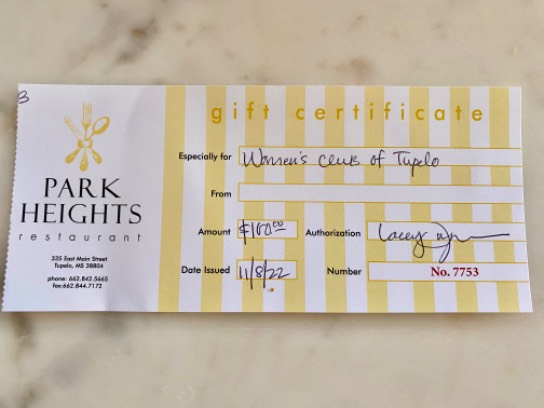 3
gift certificate
PARK
HEIGHTS
restaurant
335 East Main Street
Tupelo, MS 38804
phone: 662.842.5665
fax:662.844.7172
Especially for Women's Club of Tupelo
From
Amount $100.00 Authorization Lacey
Date Issued 11/8/22 Number No. 7753